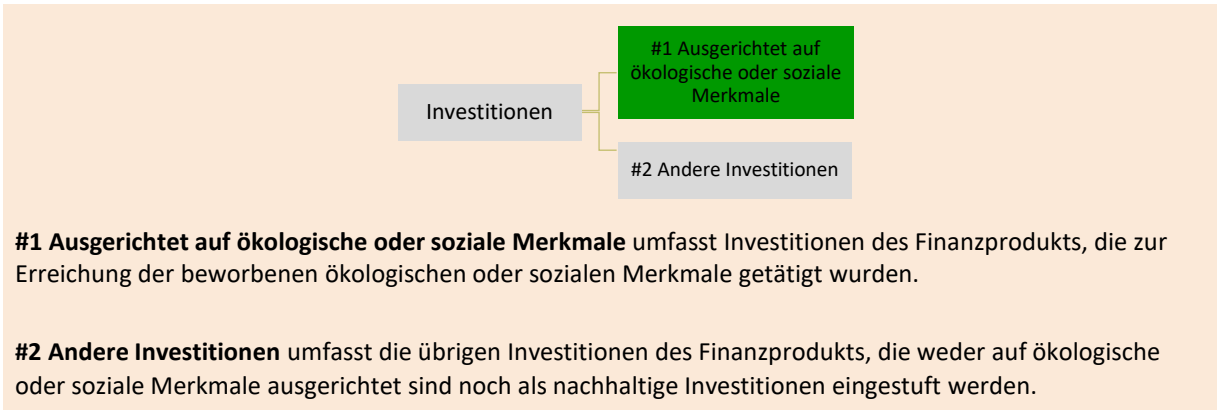 #1 Ausgerichtet auf
ökologische oder soziale
Merkmale
Investitionen
#2 Andere Investitionen
#1 Ausgerichtet auf ökologische oder soziale Merkmale umfasst Investitionen des Finanzprodukts, die zur
Erreichung der beworbenen ökologischen oder sozialen Merkmale getätigt wurden.
#2 Andere Investitionen umfasst die übrigen Investitionen des Finanzprodukts, die weder auf ökologische
oder soziale Merkmale ausgerichtet sind noch als nachhaltige Investitionen eingestuft werden.